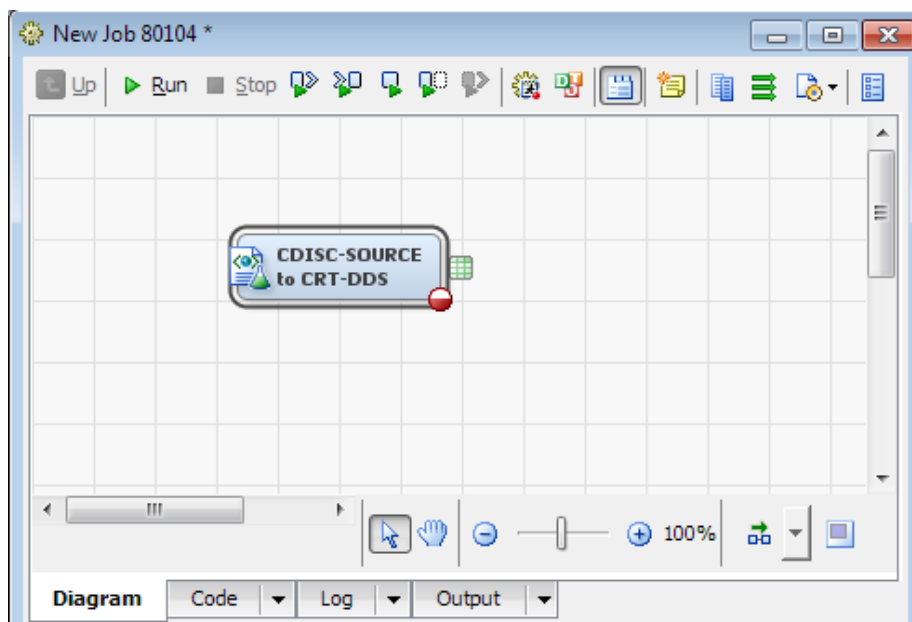 New Job 80104 *
Up Run Stop
CDISC-SOURCE
to CRT-DDS
100%
Diagram Code Log Output